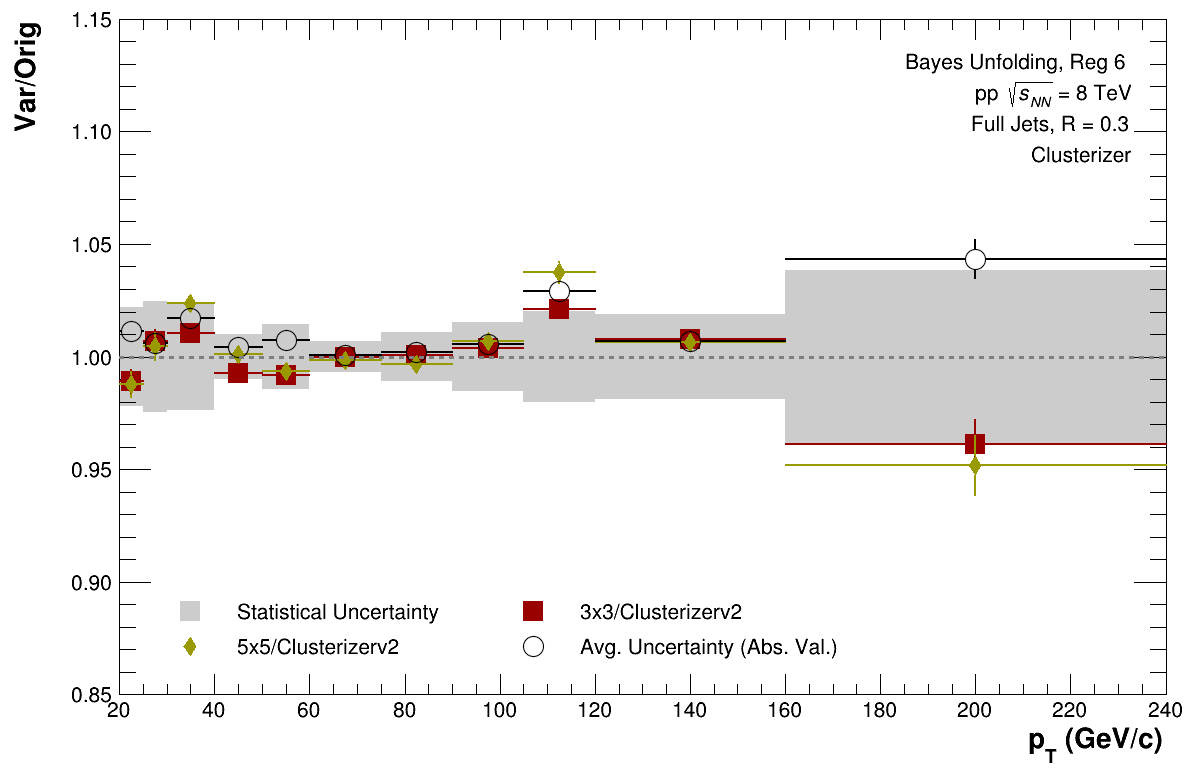 Var/Orig
1.15
1.10
1.05
1.00
0.95
0.90
0.85
Bayes Unfolding, Reg 6
pp √sNN = 8 TeV
Full Jets, R = 0.3
Clusterizer
Statistical Uncertainty
3x3/Clusterizerv2
5x5/Clusterizerv2
Avg. Uncertainty (Abs. Val.)
20 40 60 80 100 120 140 160 180 200 220 240
pT (GeV/c)